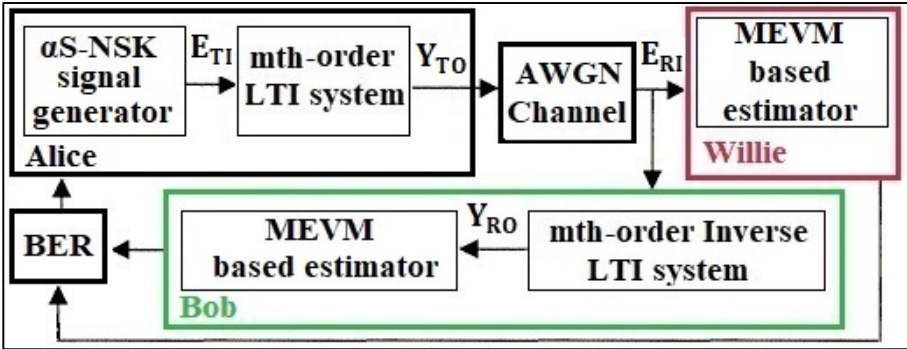 αS-NSK
signal
generator
E_TI
mth-order
LTI system
Y_TO
Alice
AWGN
Channel
E_RI
MEVM
based
estimator
Willie
BER
MEVM
based estimator
Y_RO
mth-order Inverse
LTI system
Bob